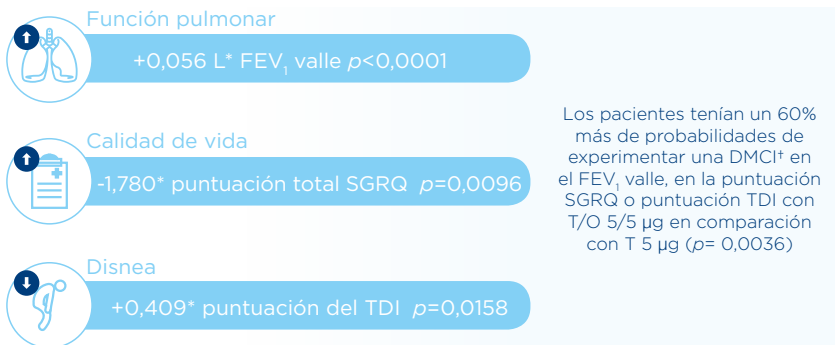 Función pulmonar
+0,056 L* FEV₁ valle p<0,0001
Calidad de vida
-1,780* puntuación total SGRQ p=0,0096
Disnea
+0,409* puntuación del TDI p=0,0158
Los pacientes tenían un 60%
más de probabilidades de
experimentar una DMCI† en
el FEV₁ valle, en la puntuación
SGRQ o puntuación TDI con
T/O 5/5 µg en comparación
con T 5 µg (p= 0,0036)